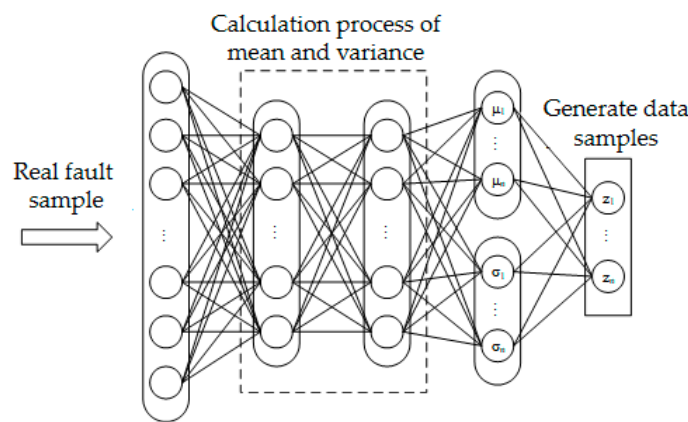 Calculation process of
mean and variance
Generate data
samples
Real fault
sample
μ₁
⋮
μₙ
σ₁
⋮
σₙ
z₁
⋮
zₙ
⋮
⋮
⋮